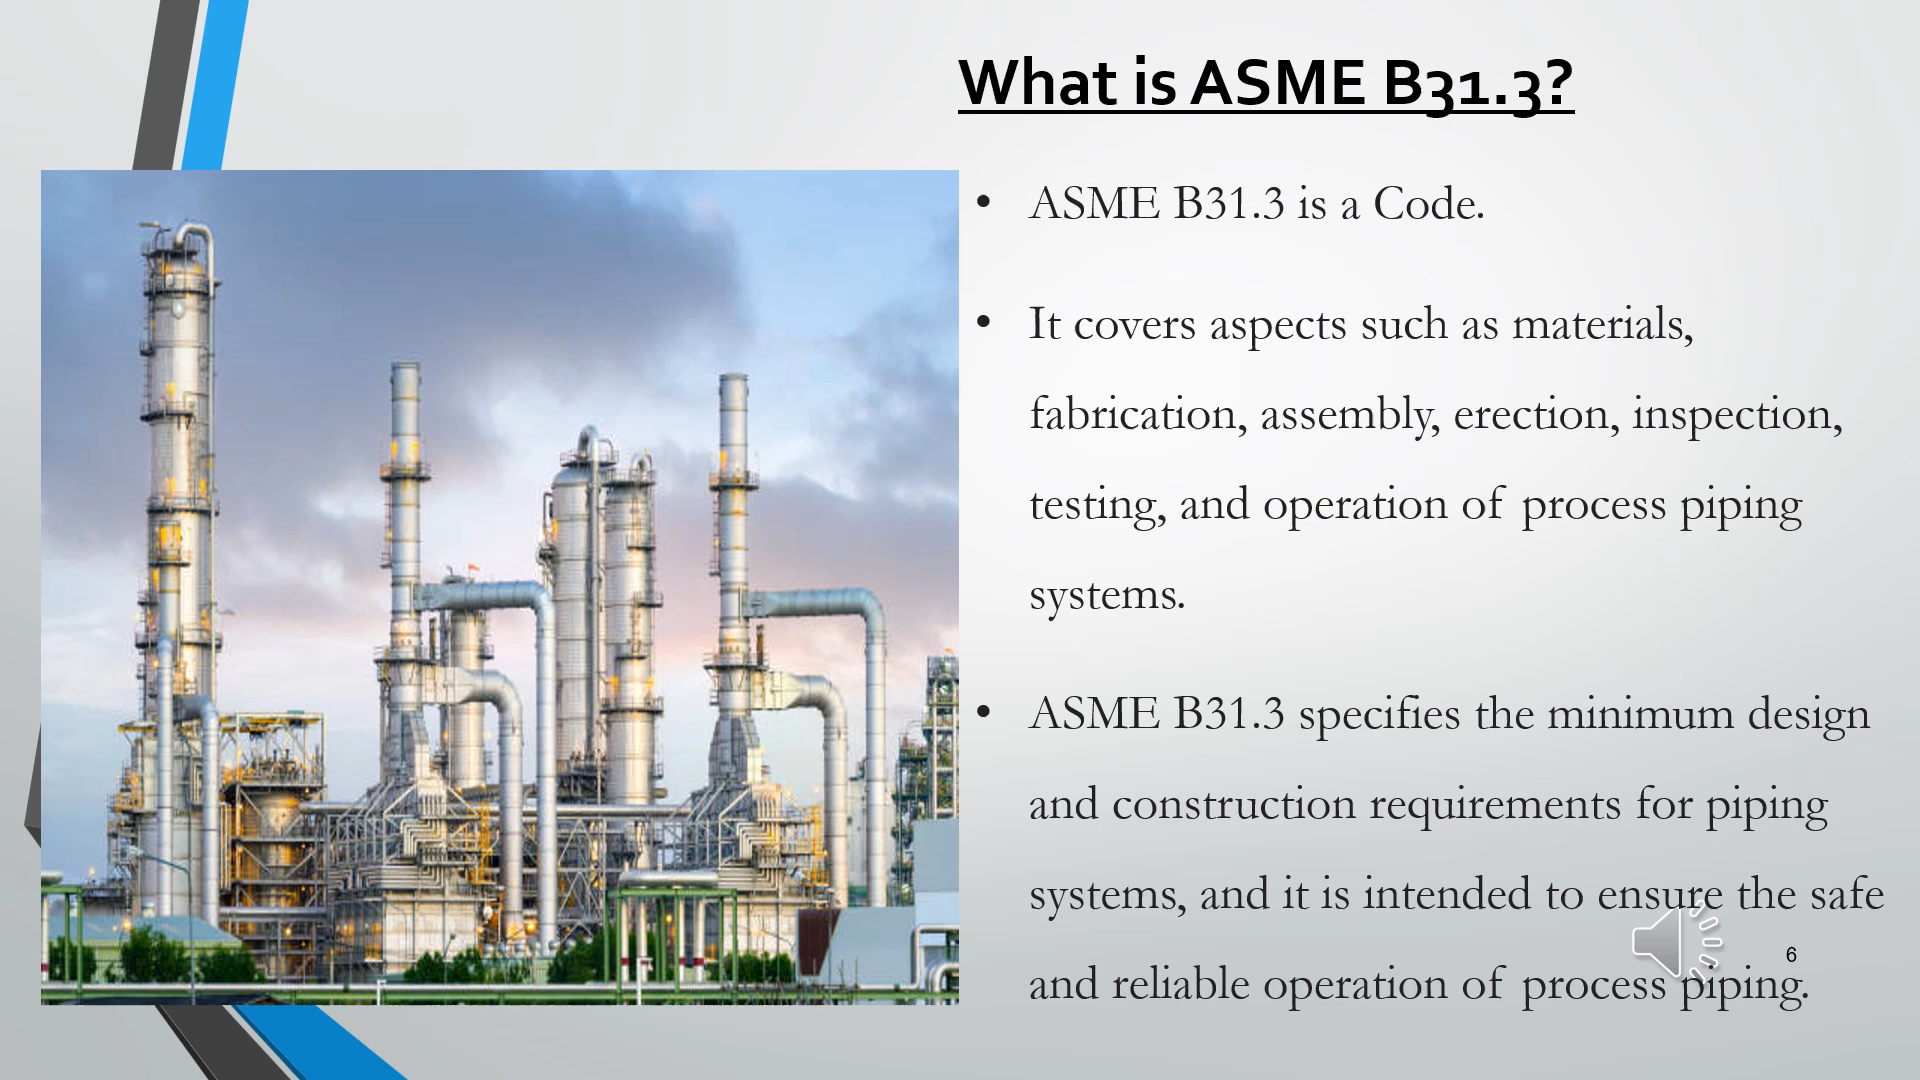 What is ASME B31.3?
• ASME B31.3 is a Code.
• It covers aspects such as materials,
fabrication, assembly, erection, inspection,
testing, and operation of process piping
systems.
• ASME B31.3 specifies the minimum design
and construction requirements for piping
systems, and it is intended to ensure the safe
and reliable operation of process piping.
6